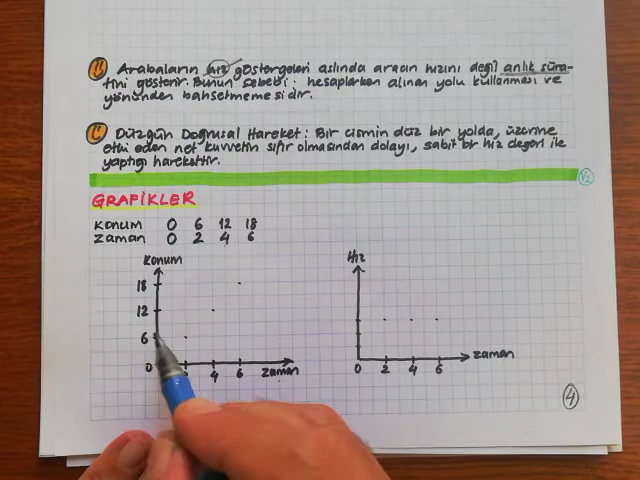 ! Arabaların hız göstergeleri aslında aracın hızını değil anlık süra-
tini gösterir. Bunun sebebi: hesaplarken alınan yolu kullanması ve
yönünden bahsetmemesidir.
C Düzgün Doğrusal Hareket: Bir cismin düz bir yolda, üzerine
etki eden net kuvvetin sıfır olmasından dolayı, sabit bir hız değeri ile
yaptığı harekettir.
1/2
GRAFİKLER
Konum 0 6 12 18
Zaman 0 2 4 6
Konum
18
12
6
0 4 6 Zaman
Hız
0 2 4 6 Zaman
4